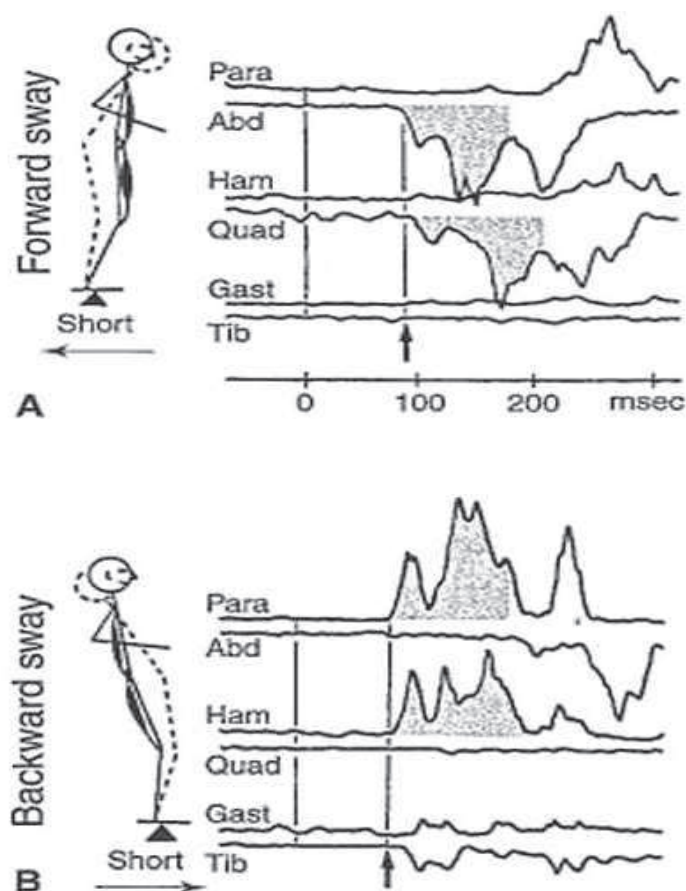 Forward sway
Para
Abd
Ham
Quad
Gast
Tib
Short
A
0 100 200 msec
Backward sway
Para
Abd
Ham
Quad
Gast
Tib
Short
B